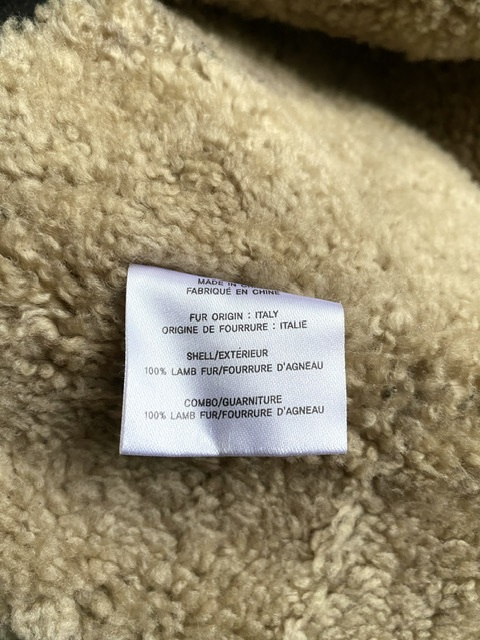 MADE IN
FABRIQUÉ EN CHINE
FUR ORIGIN : ITALY
ORIGINE DE FOURRURE : ITALIE
SHELL/EXTÉRIEUR
100% LAMB FUR/FOURRURE D'AGNEAU
COMBO/GUARNITURE
100% LAMB FUR/FOURRURE D'AGNEAU